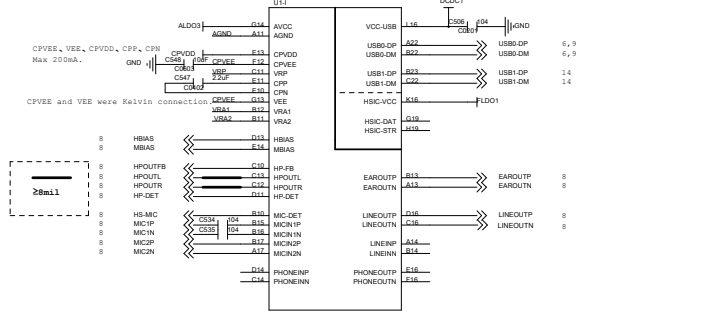 U1-I
DCDC1
ALDO3 G14 AVCC VCC-USB L16 C506 104 GND
AGND A11 AGND C0201
USB0-DP A22 USB0-DP 6,9
CPVEE、VEE、CPVDD、CPP、CPN CPVDD E13 CPVDD USB0-DM B22 USB0-DM 6,9
Max 200mA. GND C548 10uF CPVEE F12 CPVEE
C0603 VRP C11 VRP USB1-DP B23 USB1-DP 14
C547 2.2uF E11 CPP USB1-DM C22 USB1-DM 14
C0402 E10 CPN
CPVEE and VEE were Kelvin connection. CPVEE G13 VEE HSIC-VCC K16 FLDO1
VRA1 B12 VRA1
VRA2 B11 VRA2 HSIC-DAT G19
HSIC-STR H19
8 HBIAS D13 HBIAS
8 MBIAS E14 MBIAS
8 HPOUTFB C10 HP-FB
8 HPOUTL C13 HPOUTL EAROUTP B13 EAROUTP 8
8 HPOUTR C12 HPOUTR EAROUTN A13 EAROUTN 8
≥8mil
8 HP-DET D11 HP-DET
8 HS-MIC B10 MIC-DET LINEOUTP D16 LINEOUTP 8
8 MIC1P C534 104 B15 MICIN1P LINEOUTN C16 LINEOUTN 8
8 MIC1N C535 104 B16 MICIN1N
8 MIC2P B17 MICIN2P LINEINP A14
8 MIC2N A17 MICIN2N LINEINN B14
D14 PHONEINP PHONEOUTP E16
C14 PHONEINN PHONEOUTN F16